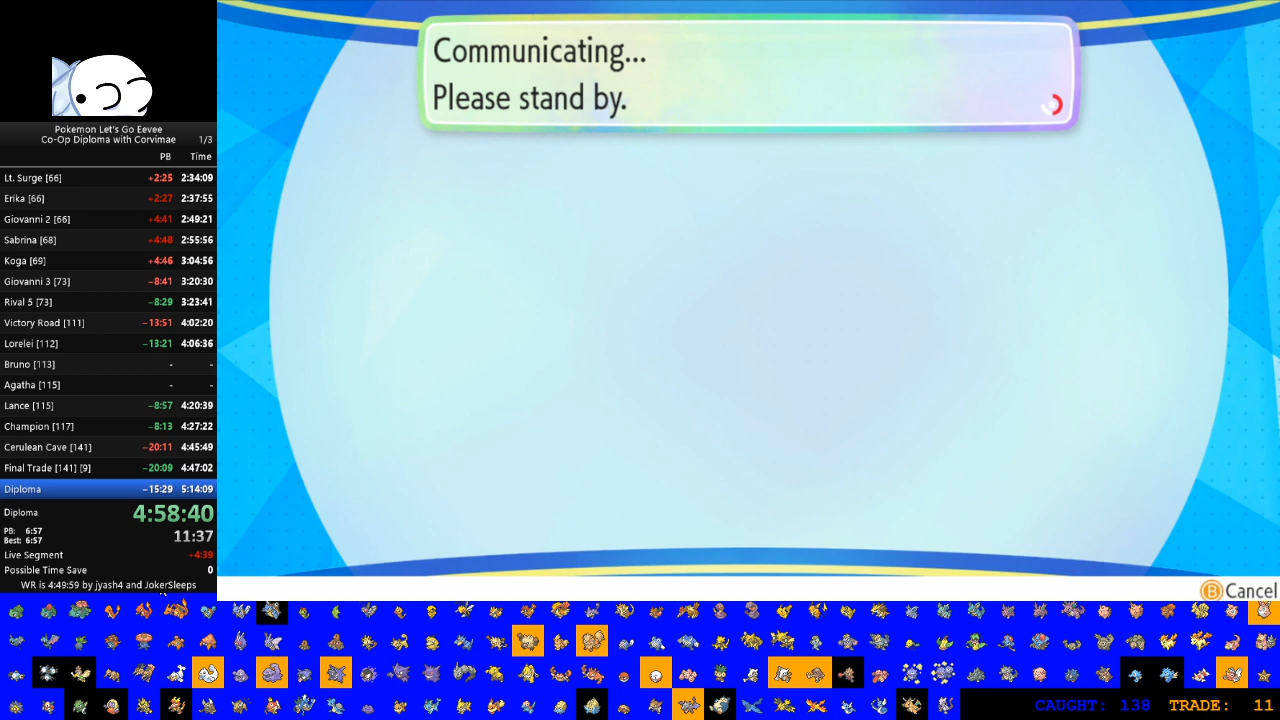 Communicating...
Please stand by.
Pokemon Let's Go Eevee
Co-Op Diploma with Corvimae 1/3
PB Time
Lt. Surge [66] +2:25 2:34:09
Erika [66] +2:27 2:37:55
Giovanni 2 [66] +4:41 2:49:21
Sabrina [68] +4:48 2:55:56
Koga [69] +4:46 3:04:56
Giovanni 3 [73] −8:41 3:20:30
Rival 5 [73] −8:29 3:23:41
Victory Road [111] −13:51 4:02:20
Lorelei [112] −13:21 4:06:36
Bruno [113] - -
Agatha [115] - -
Lance [115] −8:57 4:20:39
Champion [117] −8:13 4:27:22
Cerulean Cave [141] −20:11 4:45:49
Final Trade [141] [9] −20:09 4:47:02
Diploma −15:29 5:14:09
Diploma 4:58:40
PB: 6:57
Best: 6:57 11:37
Live Segment +4:39
Possible Time Save 0
WR is 4:49:59 by jyash4 and JokerSleeps
B Cancel
CAUGHT: 138 TRADE: 11